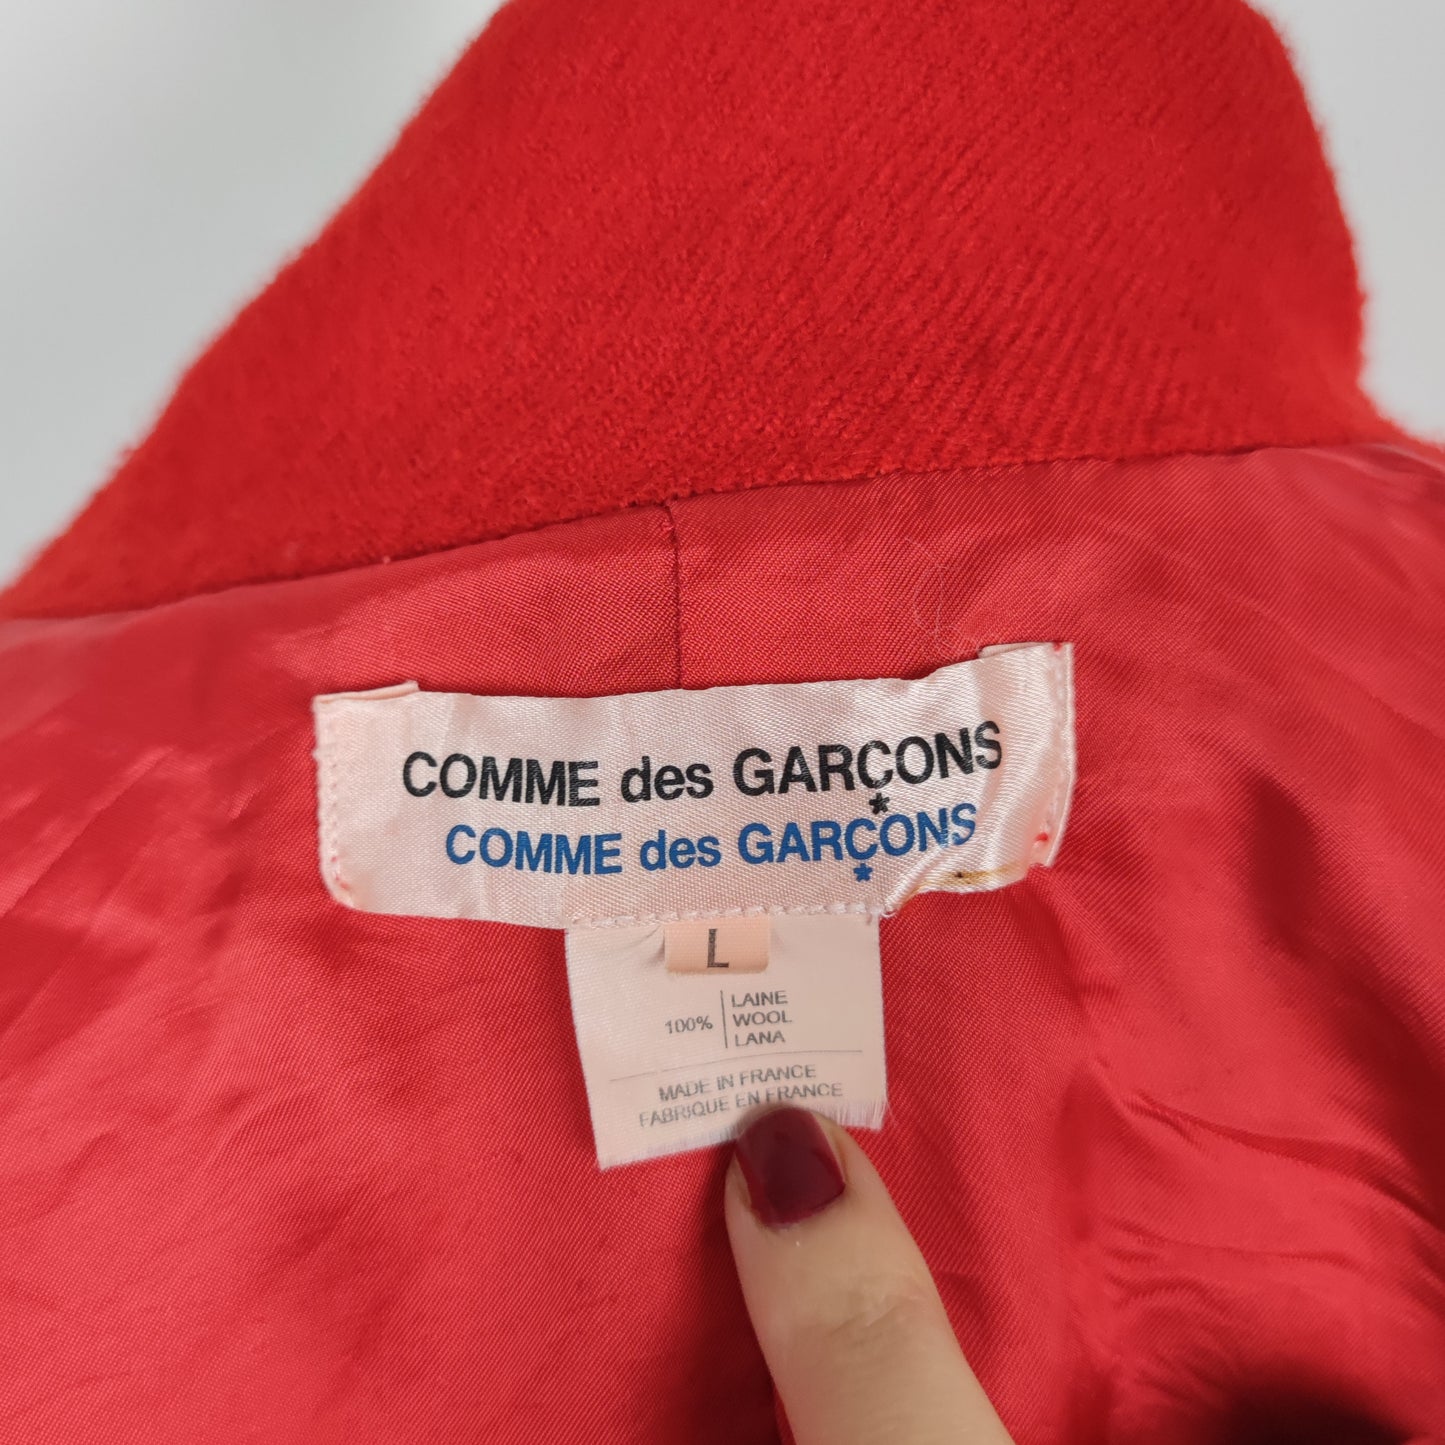 COMME des GARÇONS
*
COMME des GARÇONS
*
L
100%
LAINE
WOOL
LANA
MADE IN FRANCE
FABRIQUE EN FRANCE